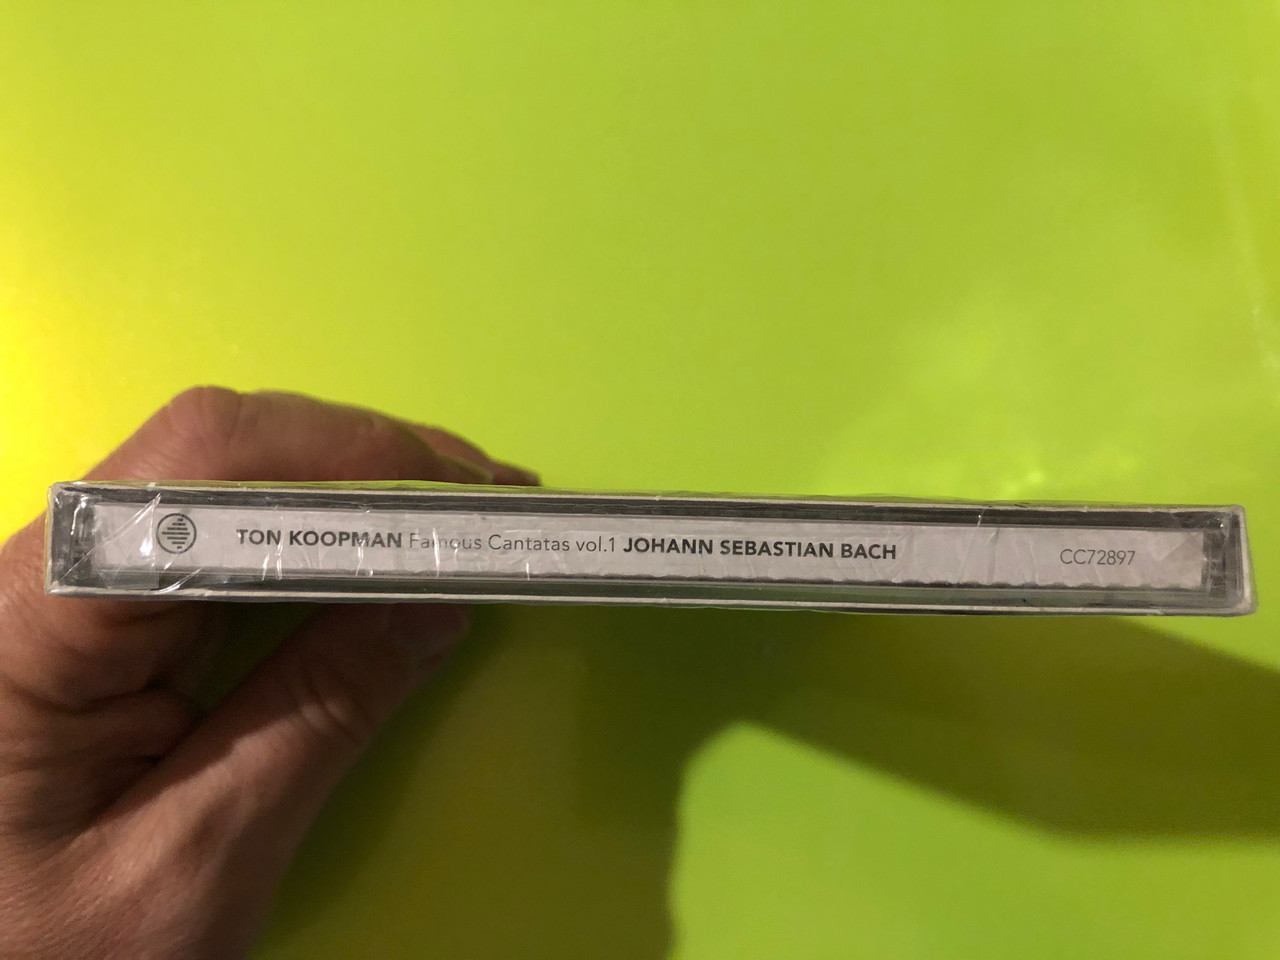 TON KOOPMAN Famous Cantatas vol.1 JOHANN SEBASTIAN BACH CC72897